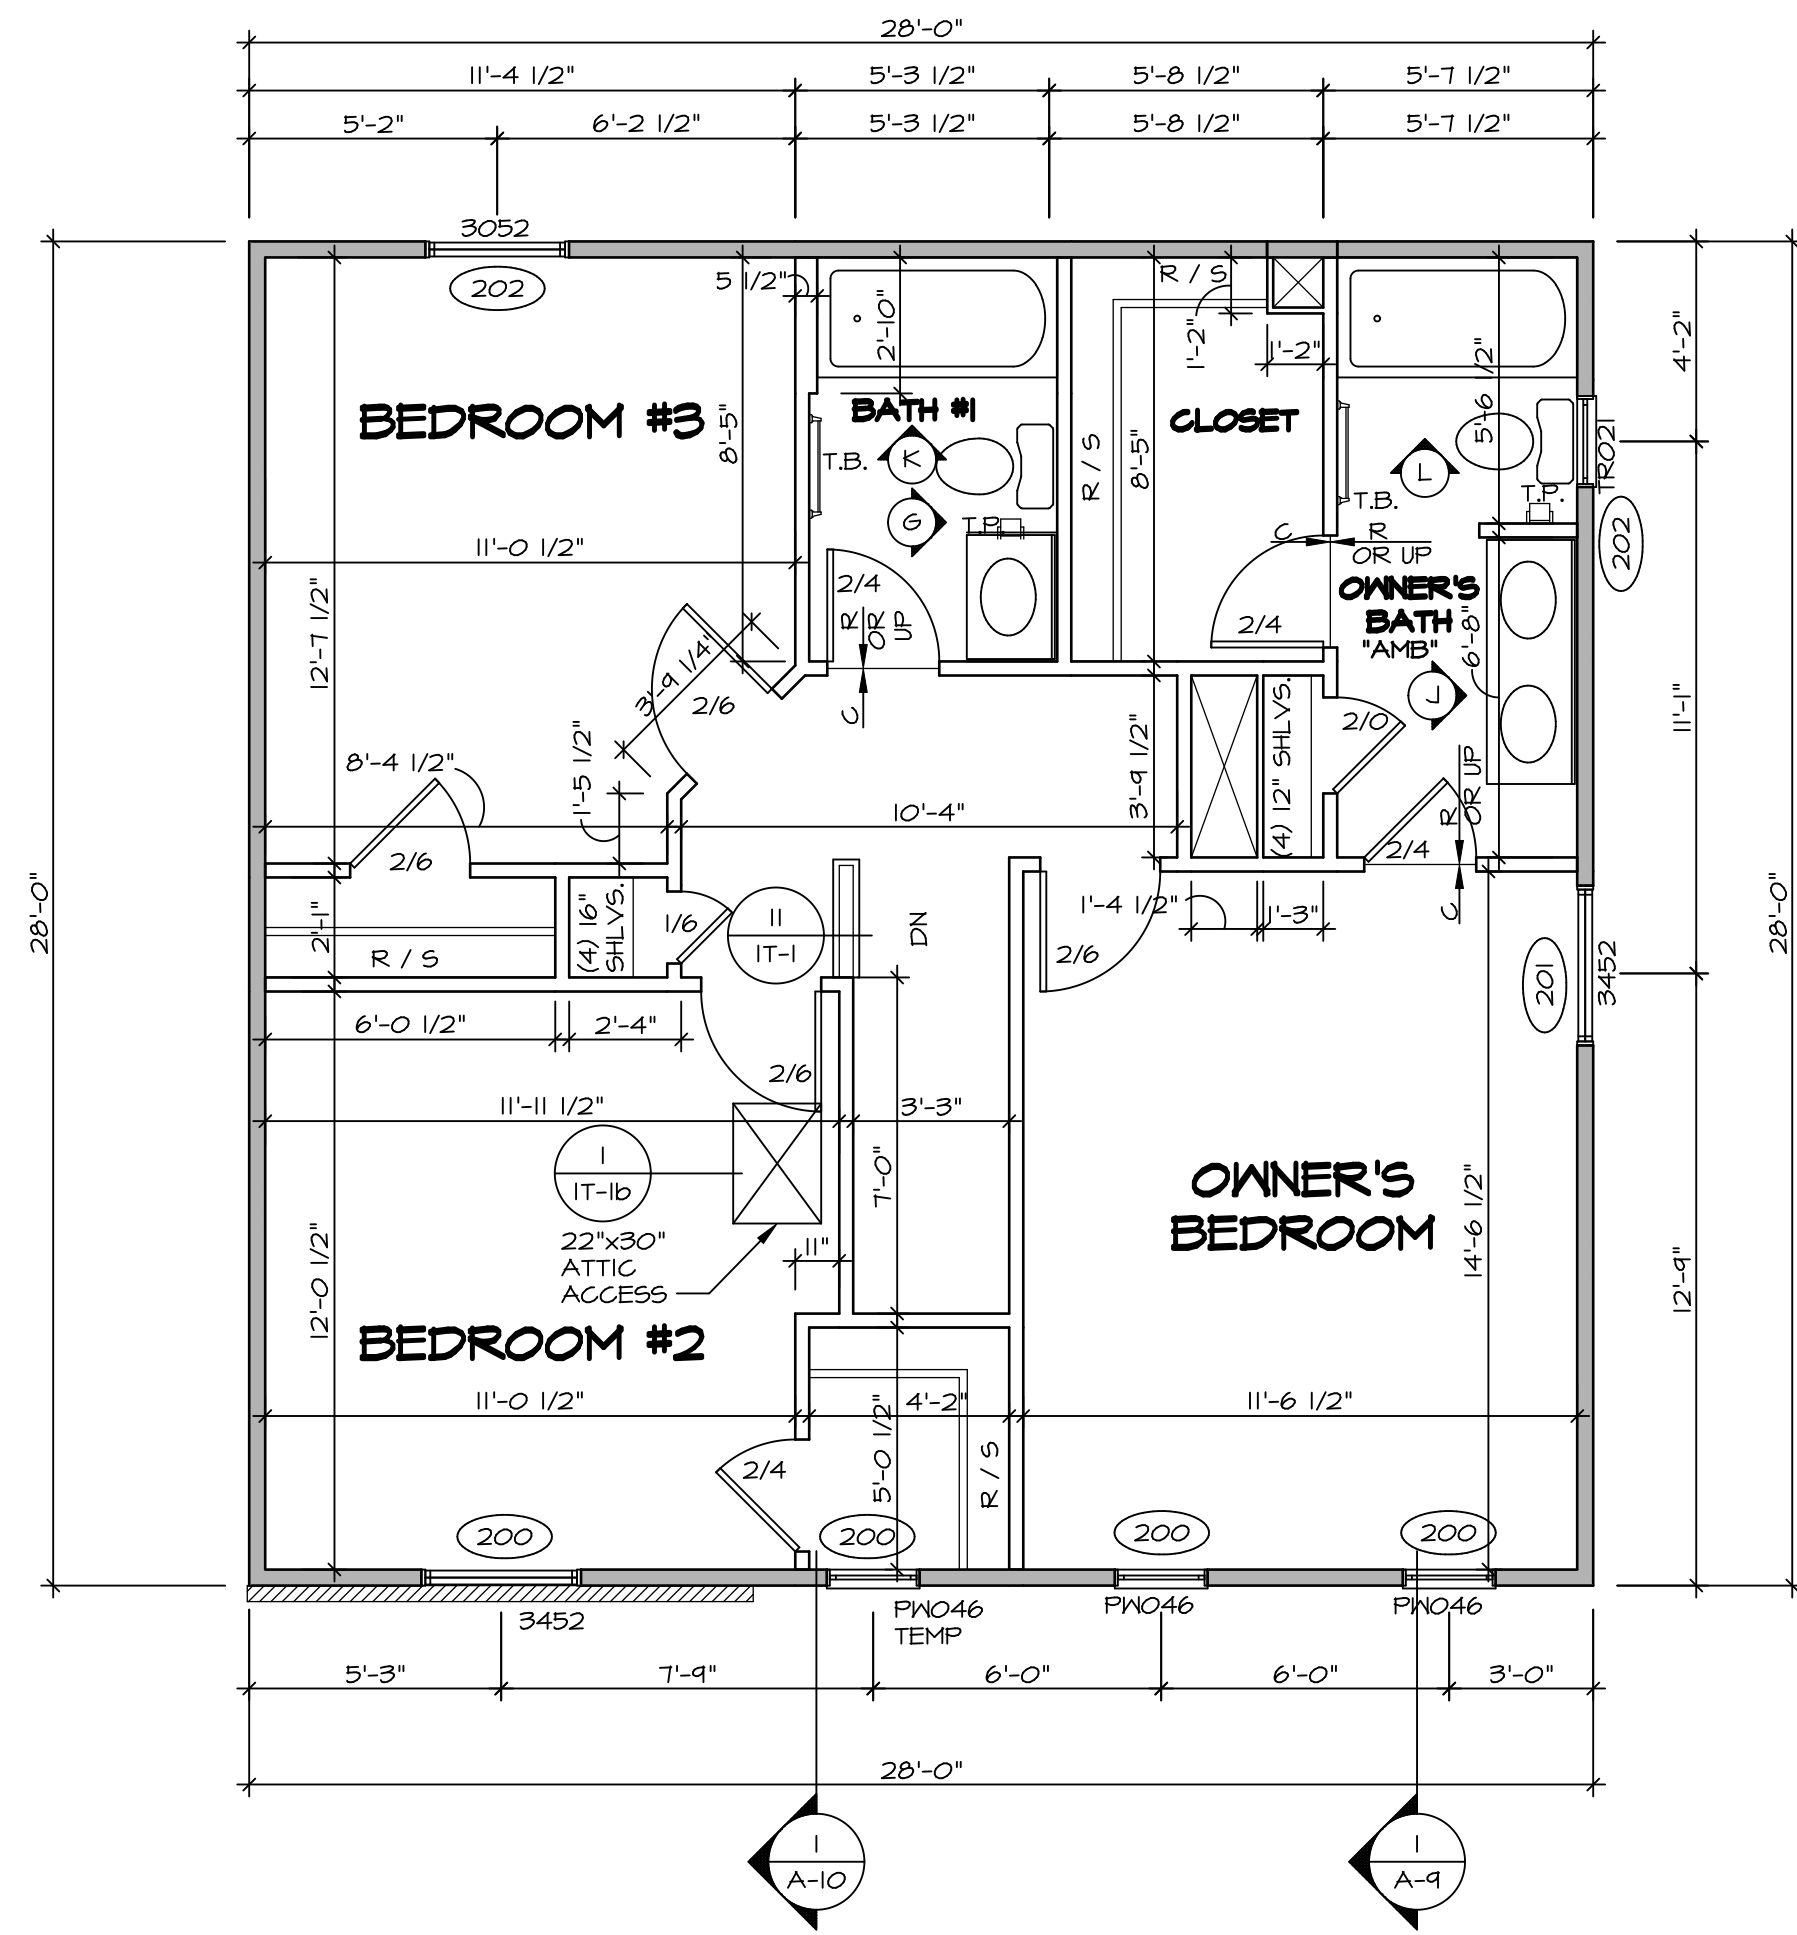 28'-0"
11'-4 1/2"
5'-3 1/2"
5'-8 1/2"
5'-7 1/2"
5'-2"
6'-2 1/2"
5'-3 1/2"
5'-8 1/2"
5'-7 1/2"
3052
202
5 1/2"
2'-10"
R / S
1'-2"
1'-2"
5'-6 1/2"
4'-2"
BEDROOM #3
8'-5"
BATH #1
T.B.
K
G
T.P.
R / S
8'-5"
CLOSET
L
T.B.
T.P.
TR021
202
11'-0 1/2"
12'-7 1/2"
2/4
R
OR
UP
C
C
R
OR UP
2/4
OWNER'S
BATH
"AMB"
6'-8"
L
3'-9 1/4"
2/6
11'-1"
8'-4 1/2"
1'-5 1/2"
10'-4"
3'-9 1/2"
(4) 12" SHLVS.
2/0
R
OR UP
2/4
C
2/6
28'-0"
28'-0"
2'-1"
R / S
(4) 16"
SHLVS.
1/6
11
1T-1
DN
2/6
1'-4 1/2"
1'-3"
201
3452
6'-0 1/2"
2'-4"
2/6
11'-11 1/2"
3'-3"
1
1T-1b
22"x30"
ATTIC
ACCESS
11"
7'-0"
OWNER'S
BEDROOM
14'-6 1/2"
12'-9"
12'-0 1/2"
BEDROOM #2
11'-0 1/2"
4'-2"
11'-6 1/2"
5'-0 1/2"
R / S
2/4
200
200
200
200
3452
PW046
TEMP
PW046
PW046
5'-3"
7'-9"
6'-0"
6'-0"
3'-0"
28'-0"
1
A-10
1
A-9